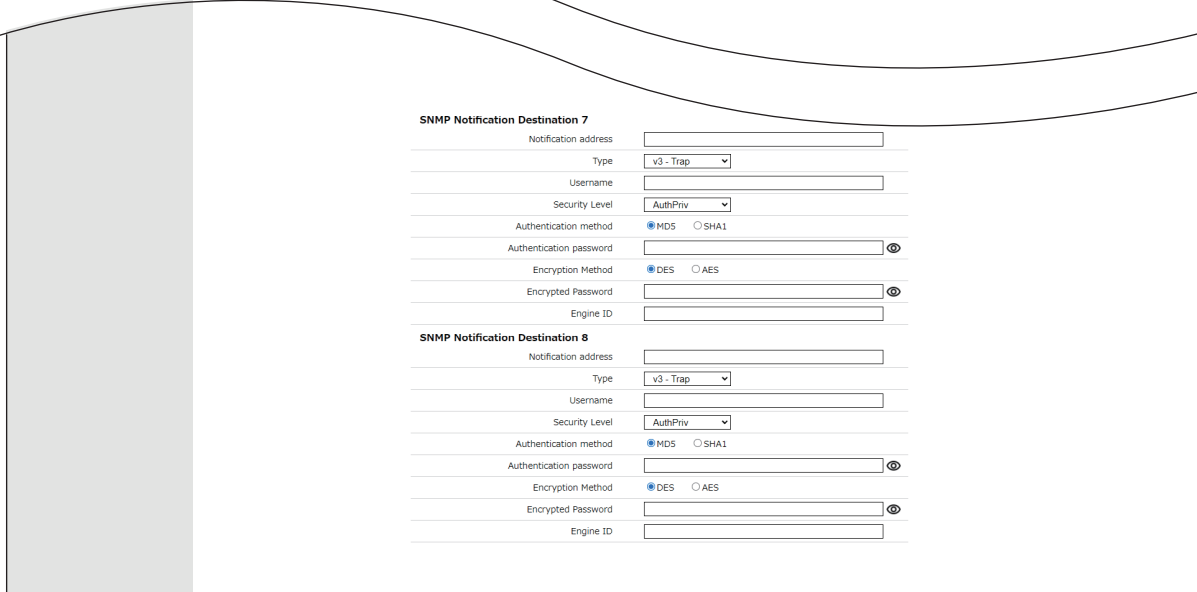 SNMP Notification Destination 7
Notification address
Type v3 - Trap
Username
Security Level AuthPriv
Authentication method MD5 SHA1
Authentication password
Encryption Method DES AES
Encrypted Password
Engine ID
SNMP Notification Destination 8
Notification address
Type v3 - Trap
Username
Security Level AuthPriv
Authentication method MD5 SHA1
Authentication password
Encryption Method DES AES
Encrypted Password
Engine ID